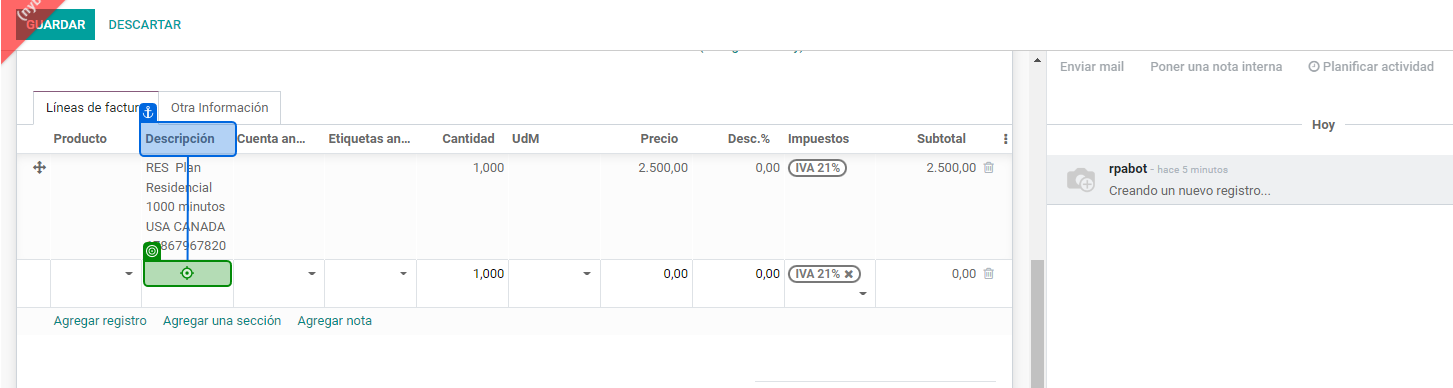 GUARDAR DESCARTAR
Enviar mail Poner una nota interna Planificar actividad
Líneas de factur Otra Información
Hoy
Producto Descripción Cuenta an... Etiquetas an... Cantidad UdM Precio Desc.% Impuestos Subtotal
RES Plan 1,000 2.500,00 0,00 IVA 21% 2.500,00
Residencial
1000 minutos
USA CANADA
867967820
rpabot - hace 5 minutos
Creando un nuevo registro...
1,000 0,00 0,00 IVA 21% 0,00
Agregar registro Agregar una sección Agregar nota